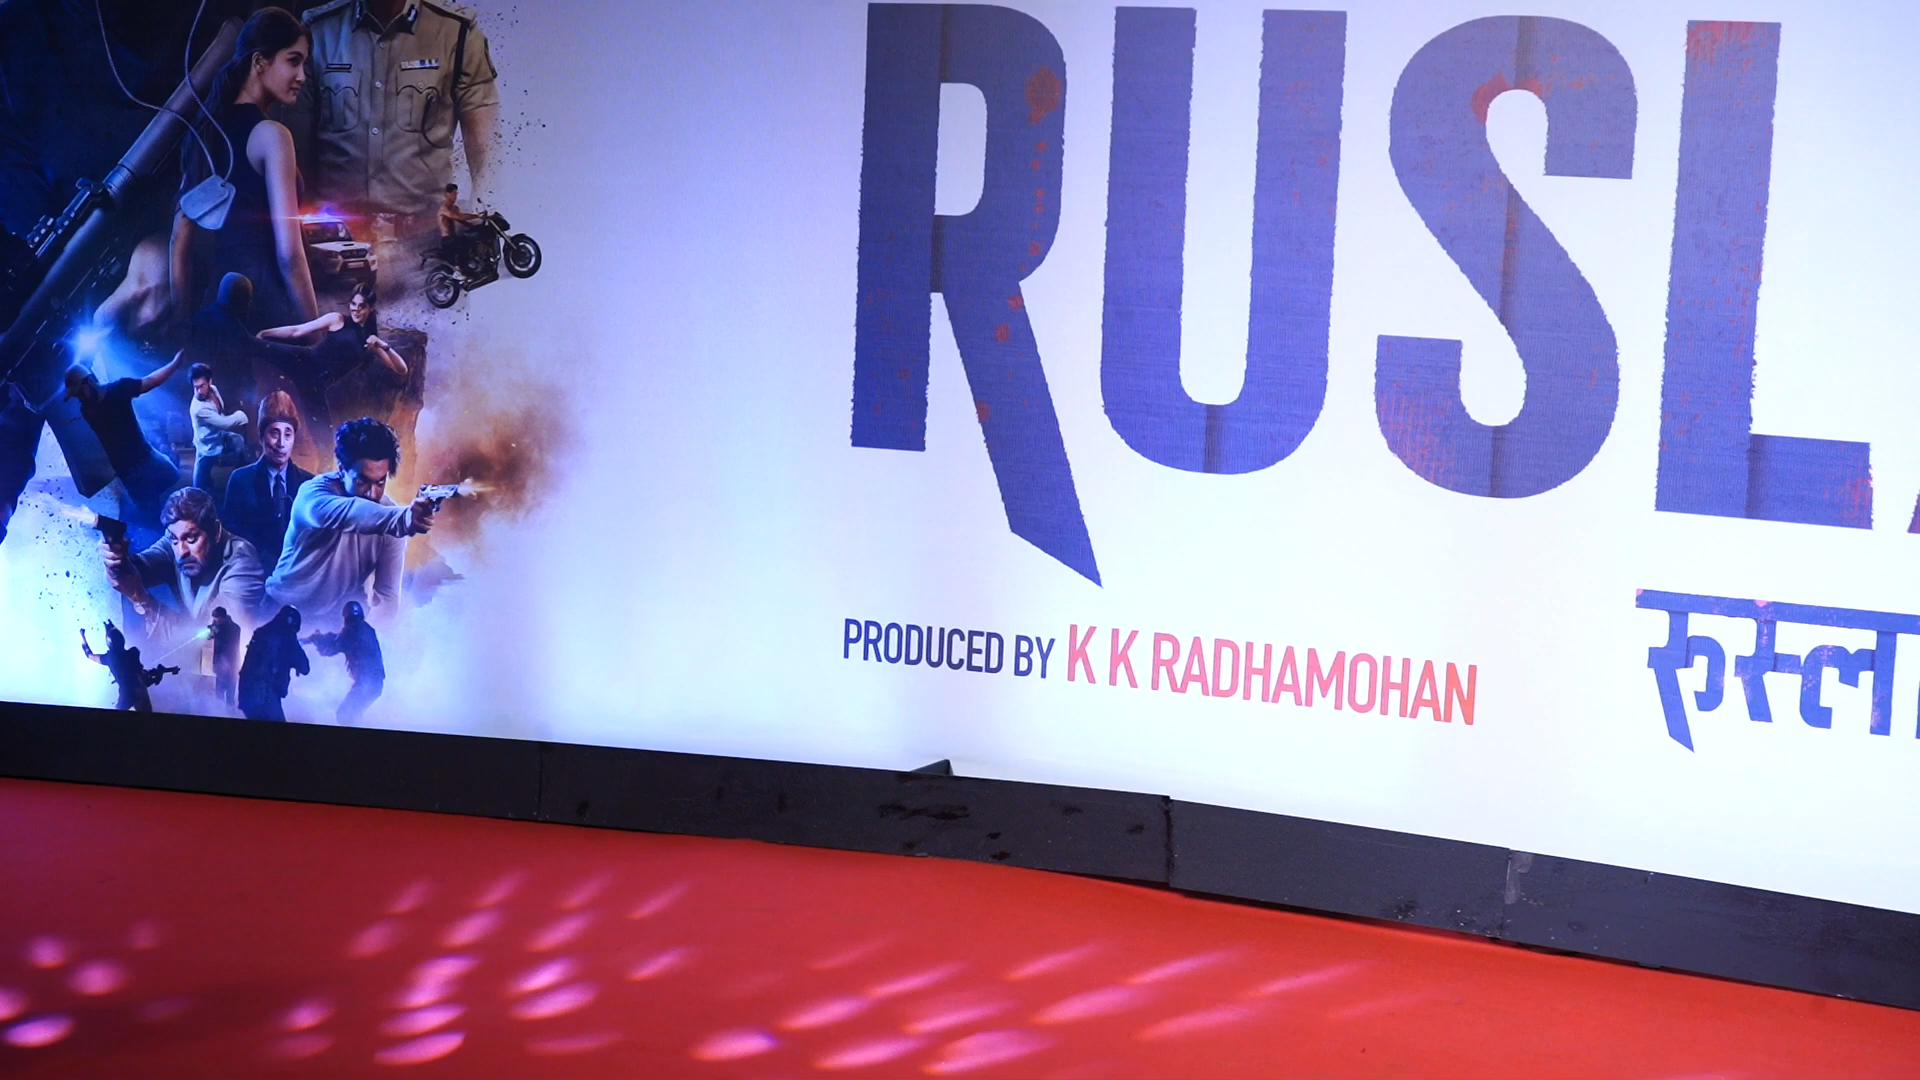 RUSL
PRODUCED BY K K RADHAMOHAN
रुस्ल